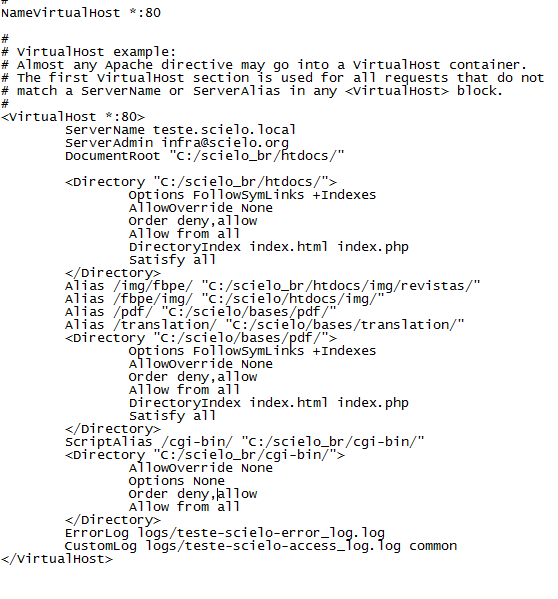 #
NameVirtualHost *:80
#
# VirtualHost example:
# Almost any Apache directive may go into a VirtualHost container.
# The first VirtualHost section is used for all requests that do not
# match a ServerName or ServerAlias in any <VirtualHost> block.
#
<VirtualHost *:80>
ServerName teste.scielo.local
ServerAdmin infra@scielo.org
DocumentRoot "C:/scielo_br/htdocs/"
<Directory "C:/scielo_br/htdocs/">
Options FollowSymLinks +Indexes
AllowOverride None
Order deny,allow
Allow from all
DirectoryIndex index.html index.php
Satisfy all
</Directory>
Alias /img/fbpe/ "C:/scielo_br/htdocs/img/revistas/"
Alias /fbpe/img/ "C:/scielo/htdocs/img/"
Alias /pdf/ "C:/scielo/bases/pdf/"
Alias /translation/ "C:/scielo/bases/translation/"
<Directory "C:/scielo/bases/pdf/">
Options FollowSymLinks +Indexes
AllowOverride None
Order deny,allow
Allow from all
DirectoryIndex index.html index.php
Satisfy all
</Directory>
ScriptAlias /cgi-bin/ "C:/scielo_br/cgi-bin/"
<Directory "C:/scielo_br/cgi-bin/">
AllowOverride None
Options None
Order deny,allow
Allow from all
</Directory>
ErrorLog logs/teste-scielo-error_log.log
CustomLog logs/teste-scielo-access_log.log common
</VirtualHost>